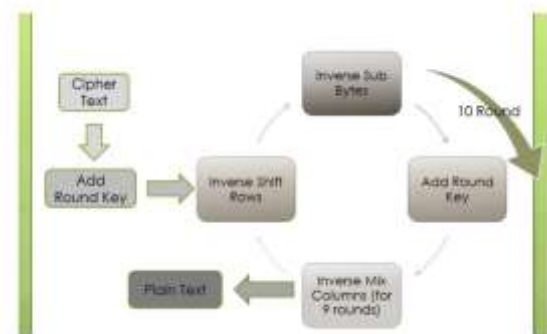 Cipher
Text
Add
Round Key
Inverse Shift
Rows
Inverse Sub
Bytes
10 Round
Add Round
Key
Inverse Mix
Columns (for
9 rounds)
Plain Text